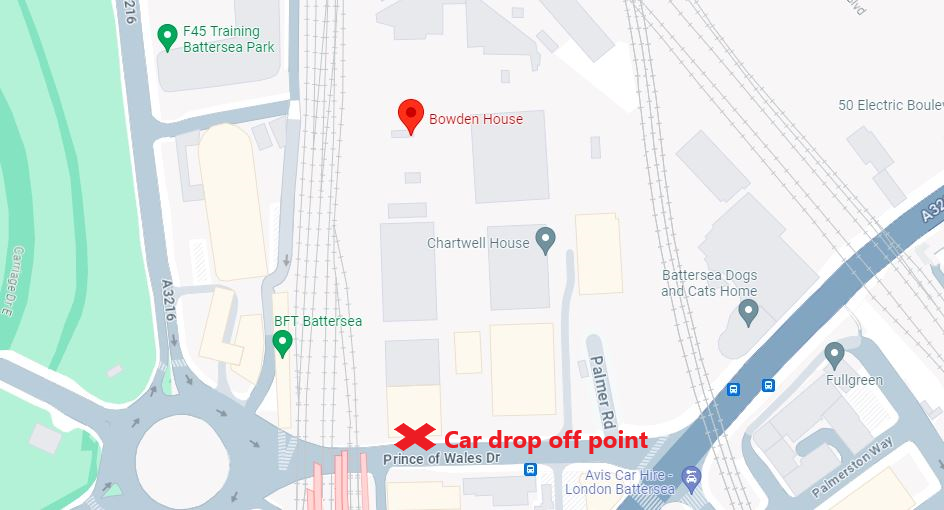 A3216
F45 Training
Battersea Park
Bowden House
50 Electric Boulev
Chartwell House
Carriage Dr E
A3216
Battersea Dogs
and Cats Home
BFT Battersea
Palmer Rd
Fullgreen
Car drop off point
Prince of Wales Dr
Avis Car Hire -
London Battersea
Palmerston Way